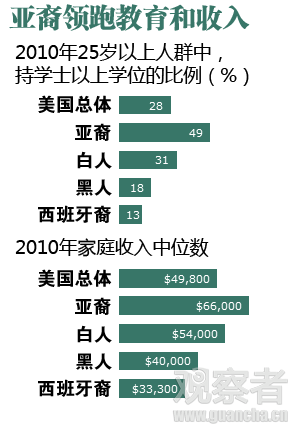 亚裔领跑教育和收入
2010年25岁以上人群中，
持学士以上学位的比例（%）
美国总体 28
亚裔 49
白人 31
黑人 18
西班牙裔 13
2010年家庭收入中位数
美国总体 $49,800
亚裔 $66,000
白人 $54,000
黑人 $40,000
西班牙裔 $33,300
观察者
www.guancha.cn